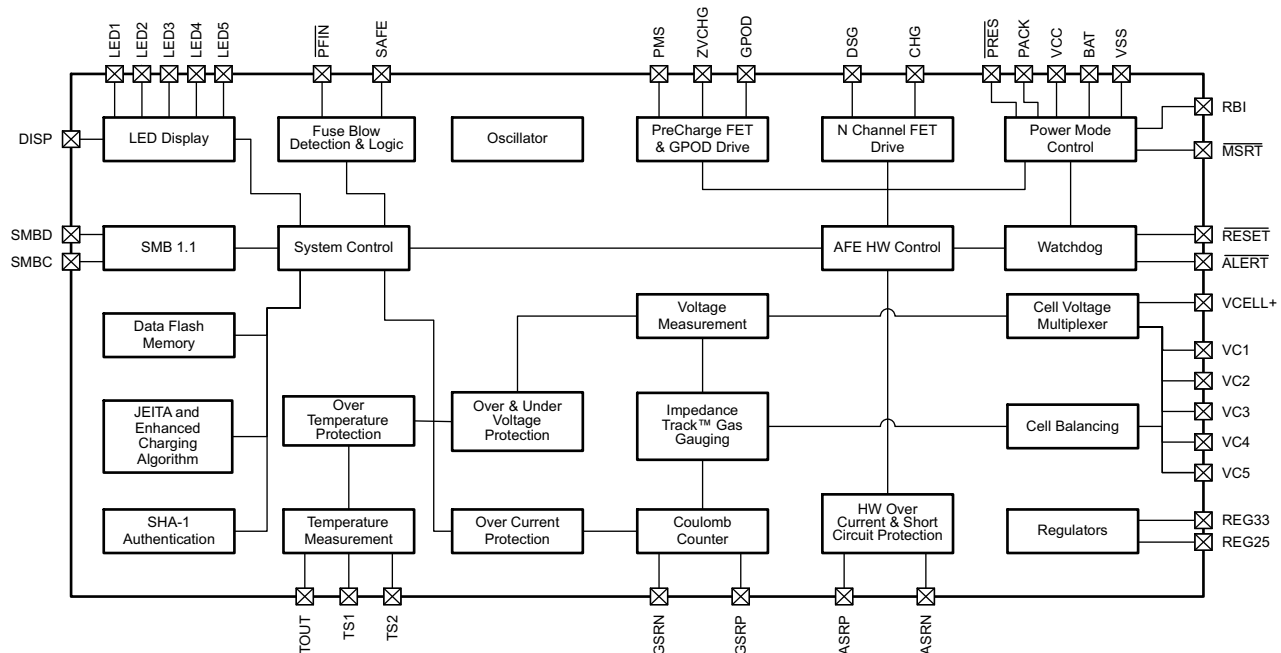 LED1
LED2
LED3
LED4
LED5
PFIN
SAFE
PMS
ZVCHG
GPOD
DSG
CHG
PRES
PACK
VCC
BAT
VSS
DISP
LED Display
Fuse Blow
Detection & Logic
Oscillator
PreCharge FET
& GPOD Drive
N Channel FET
Drive
Power Mode
Control
RBI
MSRT
SMBD
SMBC
SMB 1.1
System Control
AFE HW Control
Watchdog
RESET
ALERT
Data Flash
Memory
Voltage
Measurement
Cell Voltage
Multiplexer
VCELL+
VC1
VC2
VC3
VC4
VC5
JEITA and
Enhanced
Charging
Algorithm
Over
Temperature
Protection
Over & Under
Voltage
Protection
Impedance
Track™ Gas
Gauging
Cell Balancing
SHA-1
Authentication
Temperature
Measurement
Over Current
Protection
Coulomb
Counter
HW Over
Current & Short
Circuit Protection
Regulators
REG33
REG25
TOUT
TS1
TS2
GSRN
GSRP
ASRP
ASRN